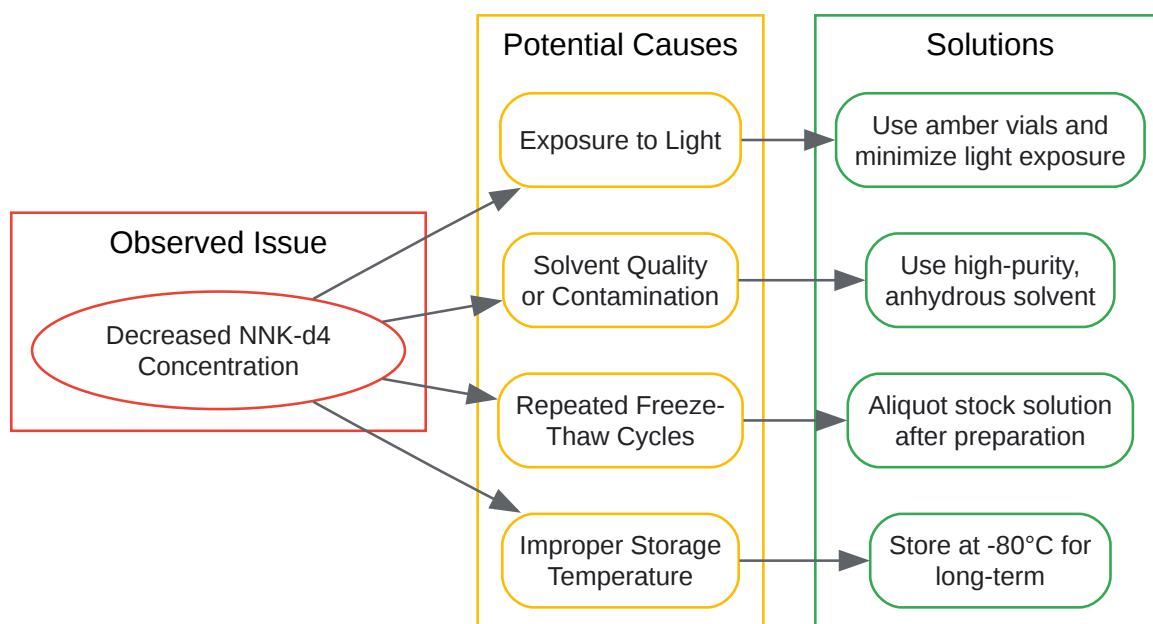 Observed Issue
Decreased NNK-d4
Concentration
Potential Causes
Exposure to Light
Solvent Quality
or Contamination
Repeated Freeze-
Thaw Cycles
Improper Storage
Temperature
Solutions
Use amber vials and
minimize light exposure
Use high-purity,
anhydrous solvent
Aliquot stock solution
after preparation
Store at -80°C for
long-term